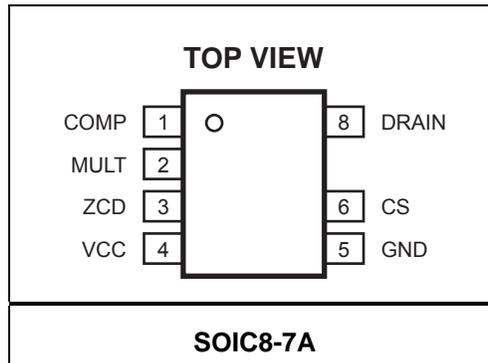 TOP VIEW
COMP 1 8 DRAIN
MULT 2
ZCD 3 6 CS
VCC 4 5 GND
SOIC8-7A